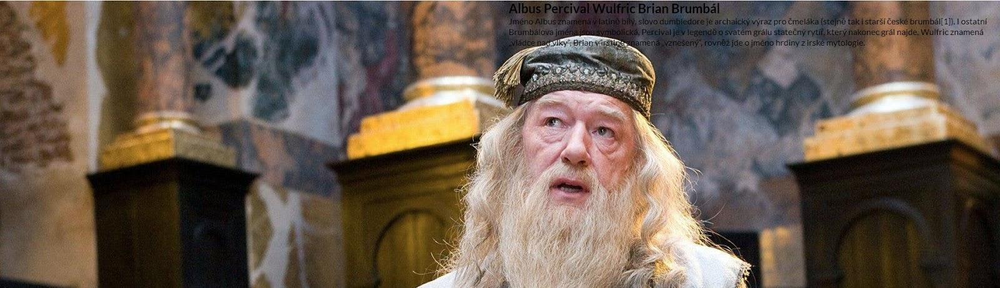 Albus Percival Wulfric Brian Brumbál
Jméno Albus znamená v latině bílý, slovo dumbledore je archaický výraz pro čmeláka (stejně tak i starší české brumbál[1]). I ostatní
Brumbálova jména jsou symbolická. Percival je v legendě o svatém grálu statečný rytíř, který nakonec grál najde. Wulfric znamená
„vládce nad vlky“, Brian v irštině znamená „vznešený“, rovněž jde o jméno hrdiny z irské mytologie.